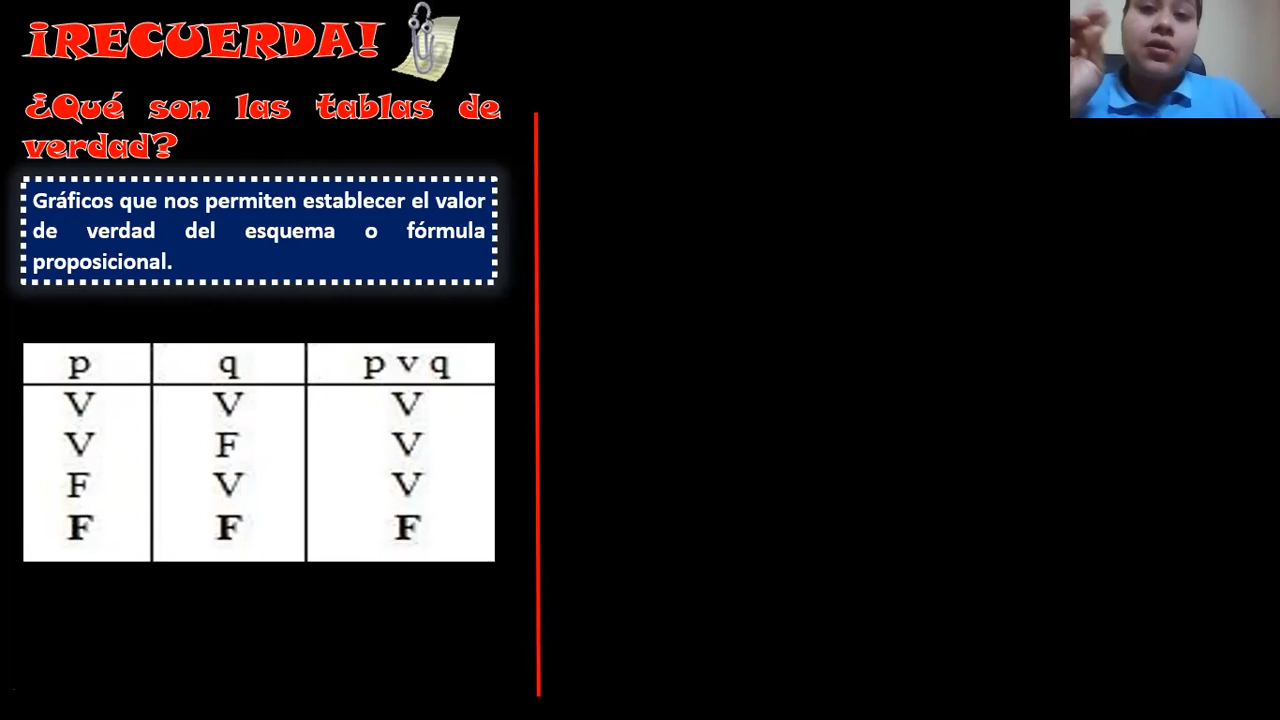 ¡RECUERDA!
¿Qué son las tablas de
verdad?
Gráficos que nos permiten establecer el valor
de verdad del esquema o fórmula
proposicional.
p q p v q
V V V
V F V
F V V
F F F